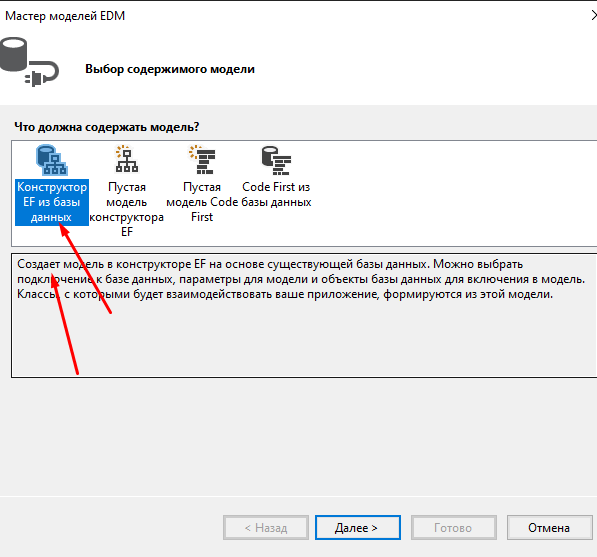 Мастер моделей EDM
Выбор содержимого модели
Что должна содержать модель?
Конструктор
EF из базы
данных
Пустая
модель
конструктора
EF
Пустая
модель Code
First
Code First из
базы данных
Создает модель в конструкторе EF на основе существующей базы данных. Можно выбрать
подключение к базе данных, параметры для модели и объекты базы данных для включения в модель.
Классы, с которыми будет взаимодействовать ваше приложение, формируются из этой модели.
< Назад
Далее >
Готово
Отмена